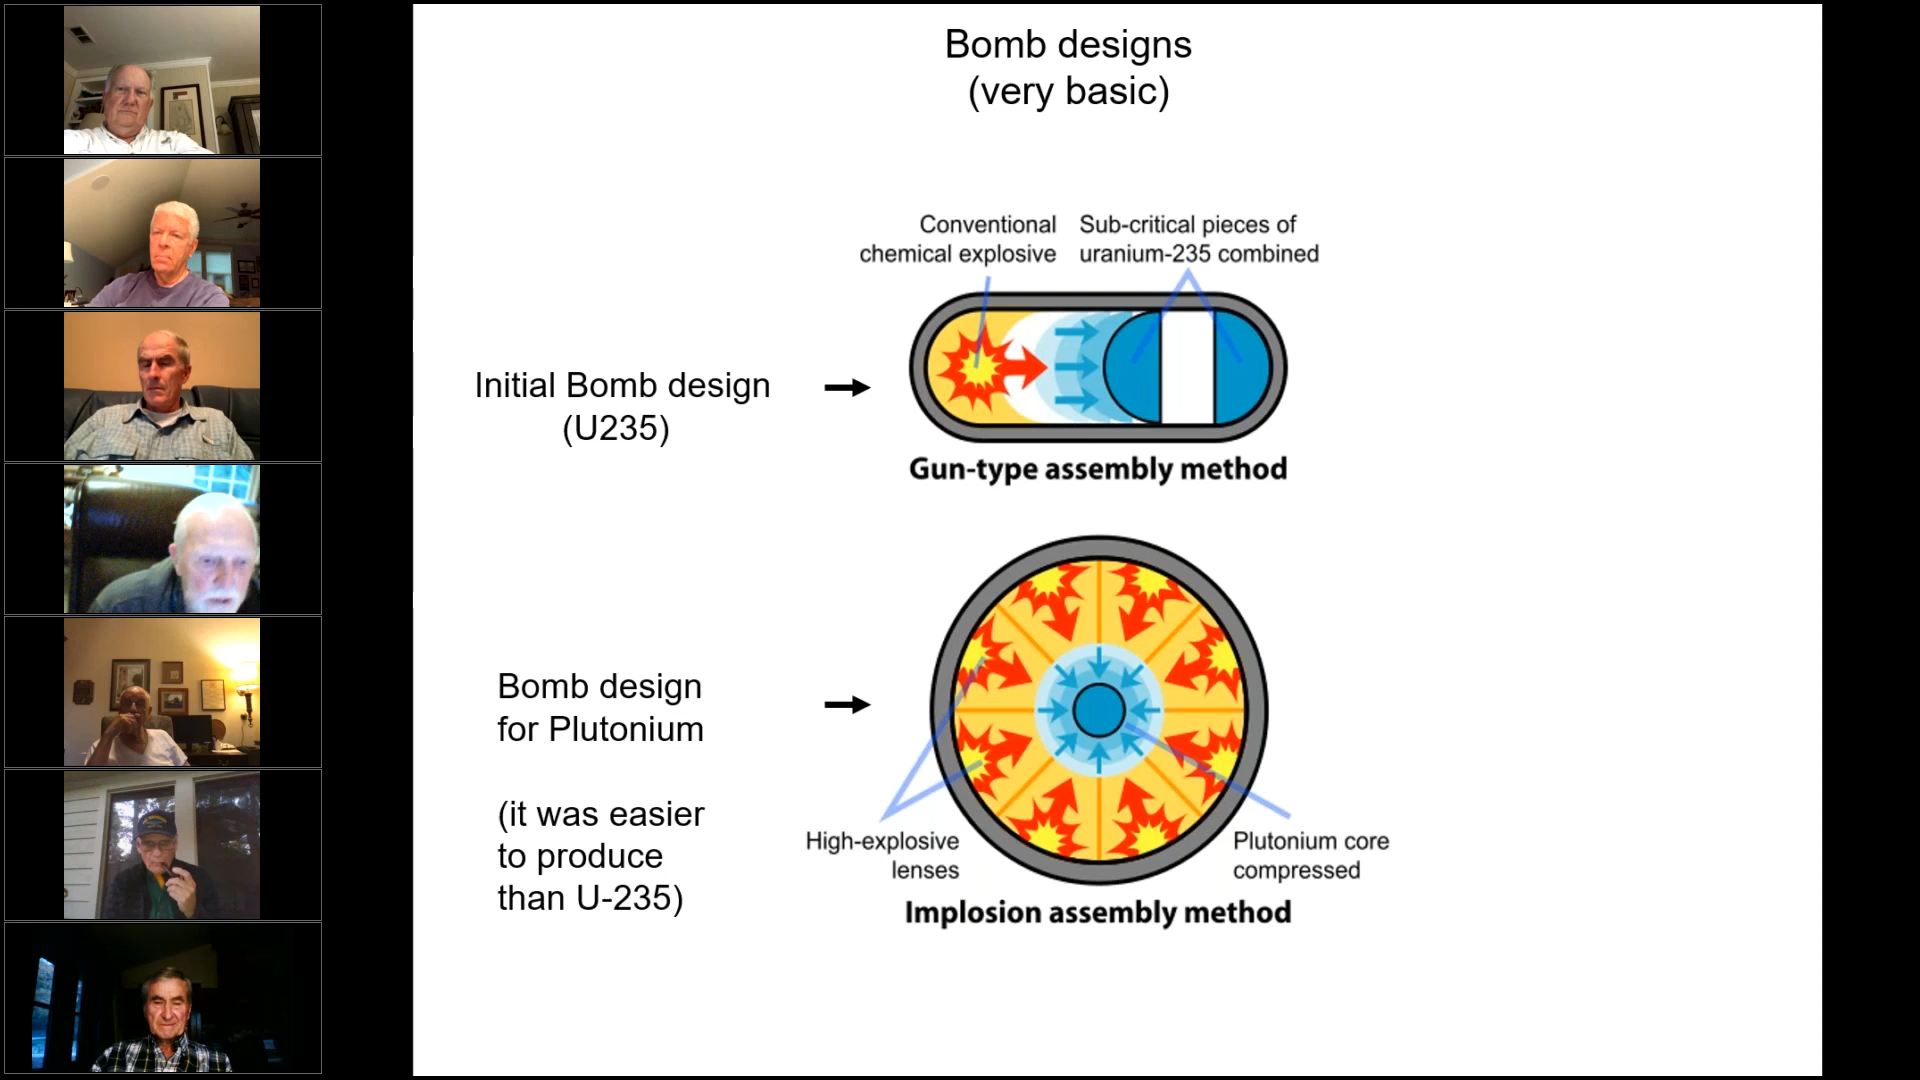 Bomb designs
(very basic)
Conventional
chemical explosive
Sub-critical pieces of
uranium-235 combined
Initial Bomb design
(U235)
Gun-type assembly method
Bomb design
for Plutonium
(it was easier
to produce
than U-235)
High-explosive
lenses
Plutonium core
compressed
Implosion assembly method